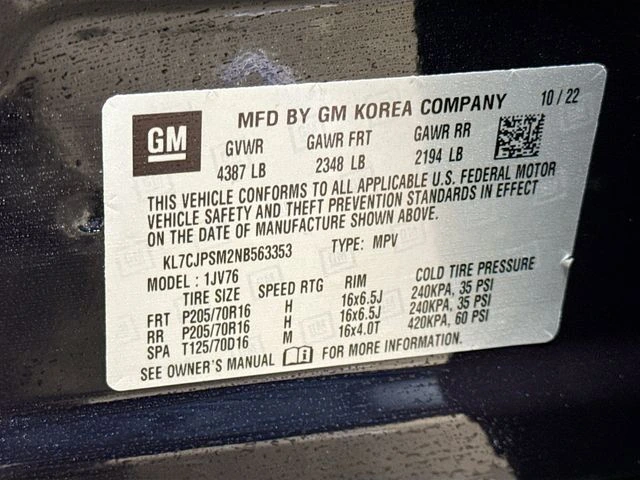 GM
MFD BY GM KOREA COMPANY 10/22
GVWR GAWR FRT GAWR RR
4387 LB 2348 LB 2194 LB
THIS VEHICLE CONFORMS TO ALL APPLICABLE U.S. FEDERAL MOTOR
VEHICLE SAFETY AND THEFT PREVENTION STANDARDS IN EFFECT
ON THE DATE OF MANUFACTURE SHOWN ABOVE.
KL7CJPSM2NB563353 TYPE: MPV
MODEL: 1JV76
TIRE SIZE SPEED RTG RIM COLD TIRE PRESSURE
FRT P205/70R16 H 16x6.5J 240KPA, 35 PSI
RR P205/70R16 H 16x6.5J 240KPA, 35 PSI
SPA T125/70D16 M 16x4.0T 420KPA, 60 PSI
SEE OWNER'S MANUAL FOR MORE INFORMATION.